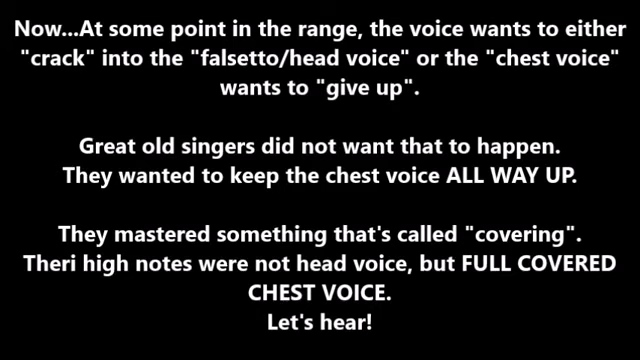 Now...At some point in the range, the voice wants to either
"crack" into the "falsetto/head voice" or the "chest voice"
wants to "give up".
Great old singers did not want that to happen.
They wanted to keep the chest voice ALL WAY UP.
They mastered something that's called "covering".
Theri high notes were not head voice, but FULL COVERED
CHEST VOICE.
Let's hear!